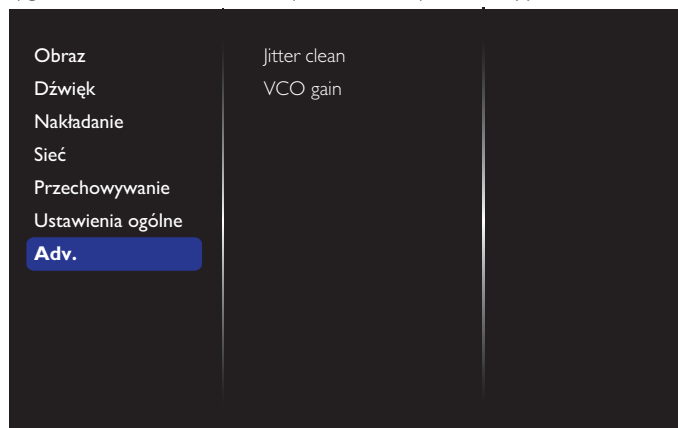 Obraz
Dźwięk
Nakładanie
Sieć
Przechowywanie
Ustawienia ogólne
Adv.
Jitter clean
VCO gain